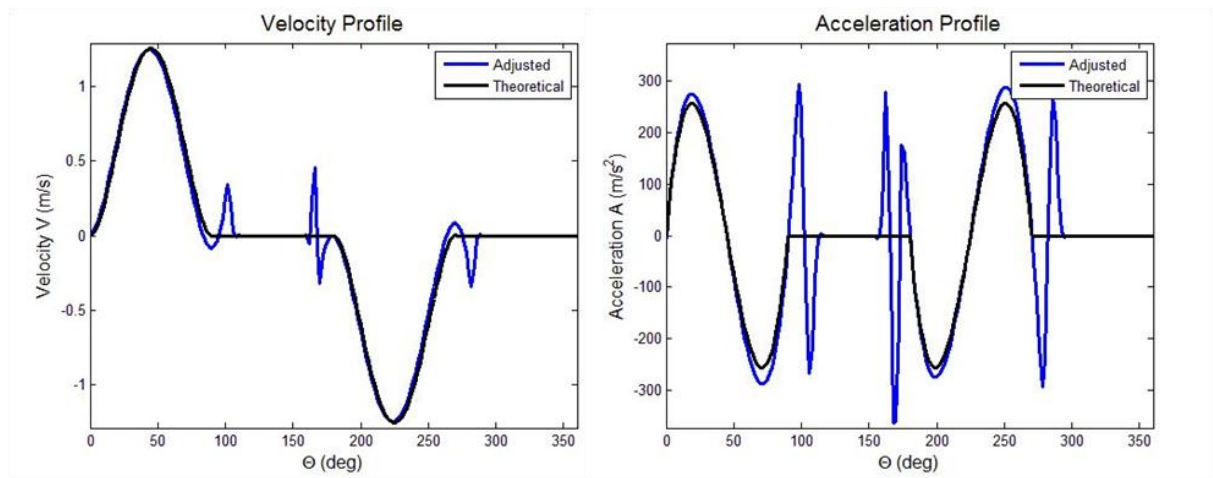 Velocity Profile
Adjusted
Theoretical
1
0.5
0
-0.5
-1
Velocity V (m/s)
0 50 100 150 200 250 300 350
Θ (deg)
Acceleration Profile
Adjusted
Theoretical
300
200
100
0
-100
-200
-300
Acceleration A (m/s²)
0 50 100 150 200 250 300 350
Θ (deg)